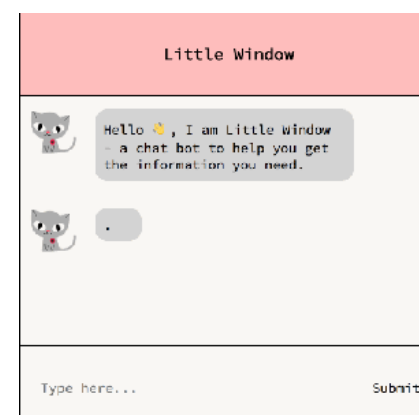 Little Window
Hello 👋, I am Little Window
- a chat bot to help you get
the information you need.
.
Type here...
Submit